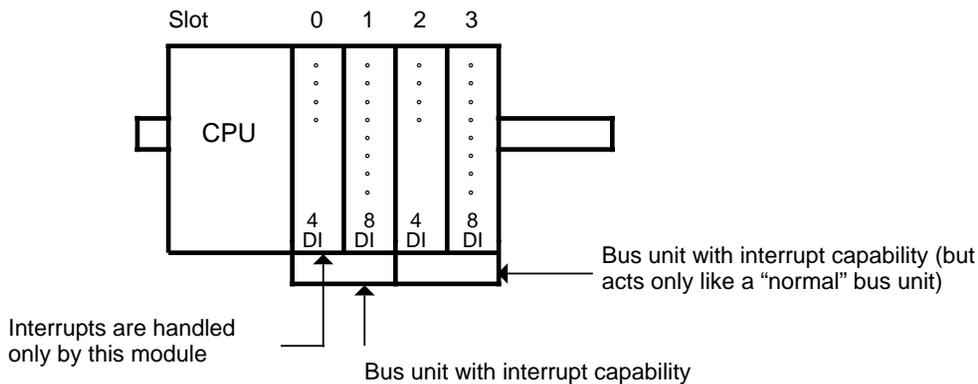 Slot 0 1 2 3
CPU
4 8 4 8
DI DI DI DI
Bus unit with interrupt capability (but
acts only like a “normal” bus unit)
Interrupts are handled
only by this module
Bus unit with interrupt capability